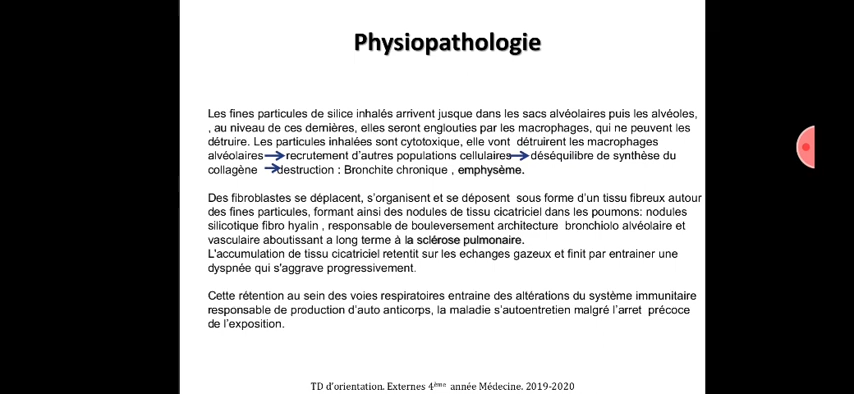 Physiopathologie
Les fines particules de silice inhalés arrivent jusque dans les sacs alvéolaires puis les alvéoles,
, au niveau de ces dernières, elles seront englouties par les macrophages, qui ne peuvent les
détruire. Les particules inhalées sont cytotoxique, elle vont détruirent les macrophages
alvéolaires→recrutement d'autres populations cellulaires→déséquilibre de synthèse du
collagène →destruction : Bronchite chronique , emphysème.
Des fibroblastes se déplacent, s'organisent et se déposent sous forme d'un tissu fibreux autour
des fines particules, formant ainsi des nodules de tissu cicatriciel dans les poumons: nodules
silicotique fibro hyalin , responsable de bouleversement architecture bronchiolo alvéolaire et
vasculaire aboutissant a long terme à la sclérose pulmonaire.
L'accumulation de tissu cicatriciel retentit sur les echanges gazeux et finit par entrainer une
dyspnée qui s'aggrave progressivement.
Cette rétention au sein des voies respiratoires entraine des altérations du système immunitaire
responsable de production d'auto anticorps, la maladie s'autoentretien malgré l'arret précoce
de l'exposition.
TD d'orientation. Externes 4ème année Médecine. 2019-2020